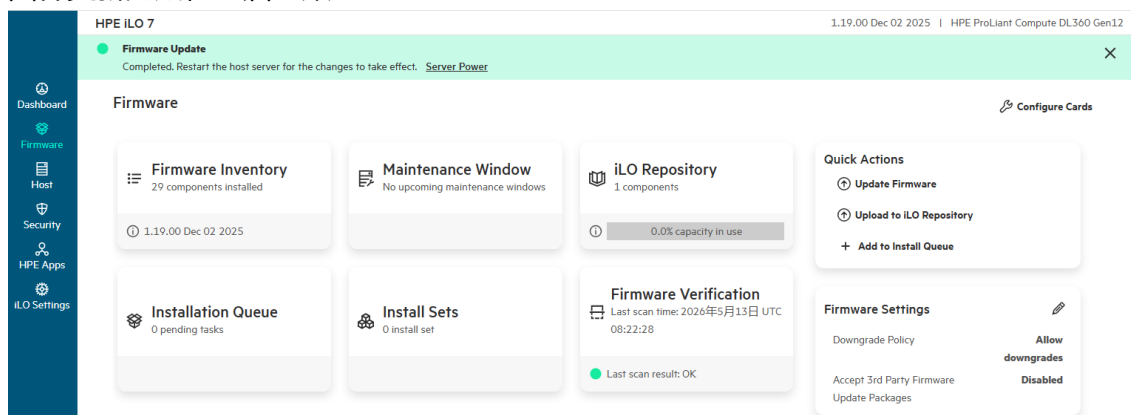 HPE iLO 7
1.19.00 Dec 02 2025 | HPE ProLiant Compute DL360 Gen12
Firmware Update
Completed. Restart the host server for the changes to take effect. Server Power
Dashboard
Firmware
Host
Security
HPE Apps
iLO Settings
Firmware
Configure Cards
Firmware Inventory
29 components installed
1.19.00 Dec 02 2025
Maintenance Window
No upcoming maintenance windows
iLO Repository
1 components
0.0% capacity in use
Installation Queue
0 pending tasks
Install Sets
0 install set
Firmware Verification
Last scan time: 2026年5月13日 UTC
08:22:28
Last scan result: OK
Quick Actions
Update Firmware
Upload to iLO Repository
Add to Install Queue
Firmware Settings
Downgrade Policy
Allow
downgrades
Accept 3rd Party Firmware
Update Packages
Disabled